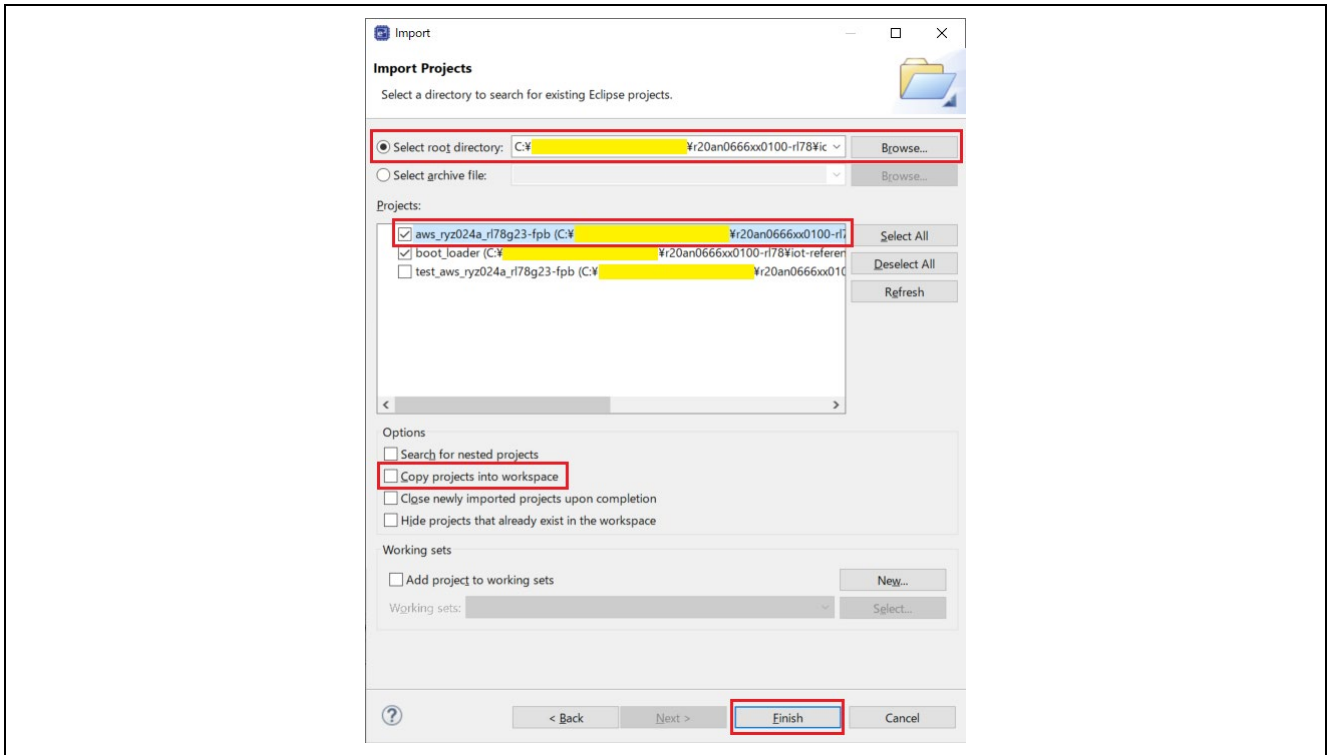 Import
Import Projects
Select a directory to search for existing Eclipse projects.
Select root directory: C:¥ ¥r20an0666xx0100-rl78¥ic Browse...
Select archive file: Browse...
Projects:
aws_ryz024a_rl78g23-fpb (C:¥ ¥r20an0666xx0100-rl7 Select All
boot_loader (C:¥ ¥r20an0666xx0100-rl78¥iot-referen
Deselect All
test_aws_ryz024a_rl78g23-fpb (C:¥ ¥r20an0666xx010
Refresh
Options
Search for nested projects
Copy projects into workspace
Close newly imported projects upon completion
Hide projects that already exist in the workspace
Working sets
Add project to working sets New...
Working sets: Select...
? < Back Next > Finish Cancel